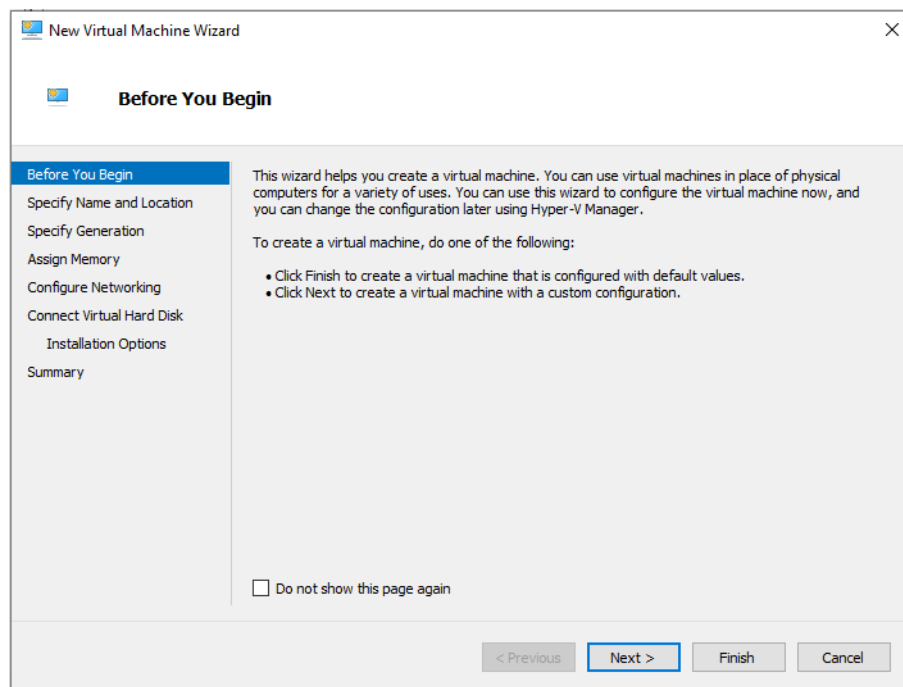 New Virtual Machine Wizard
Before You Begin
Before You Begin
Specify Name and Location
Specify Generation
Assign Memory
Configure Networking
Connect Virtual Hard Disk
Installation Options
Summary
This wizard helps you create a virtual machine. You can use virtual machines in place of physical
computers for a variety of uses. You can use this wizard to configure the virtual machine now, and
you can change the configuration later using Hyper-V Manager.
To create a virtual machine, do one of the following:
• Click Finish to create a virtual machine that is configured with default values.
• Click Next to create a virtual machine with a custom configuration.
Do not show this page again
< Previous
Next >
Finish
Cancel